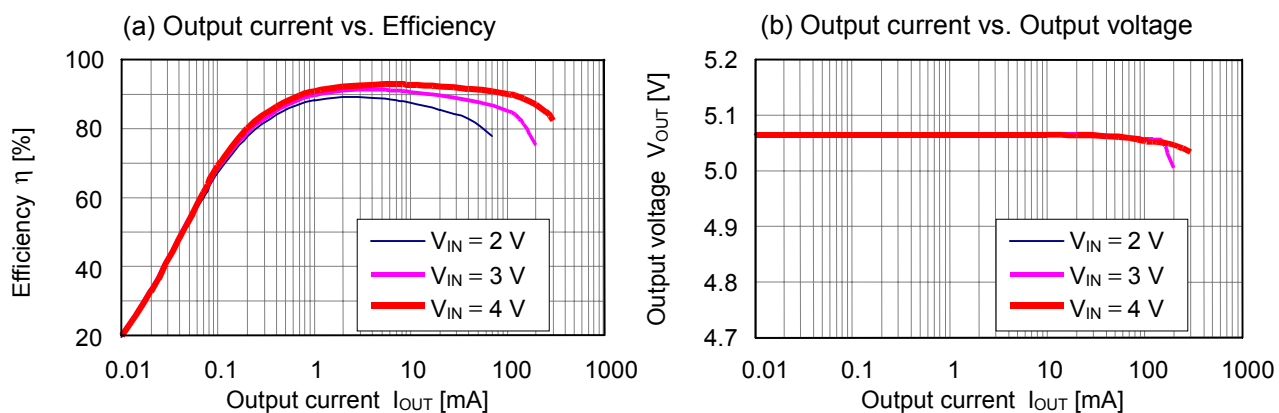 (a) Output current vs. Efficiency
Efficiency η [%]
100
80
60
40
20
0.01 0.1 1 10 100 1000
Output current IOUT [mA]
VIN = 2 V
VIN = 3 V
VIN = 4 V
(b) Output current vs. Output voltage
Output voltage VOUT [V]
5.2
5.1
5.0
4.9
4.8
4.7
0.01 0.1 1 10 100 1000
Output current IOUT [mA]
VIN = 2 V
VIN = 3 V
VIN = 4 V